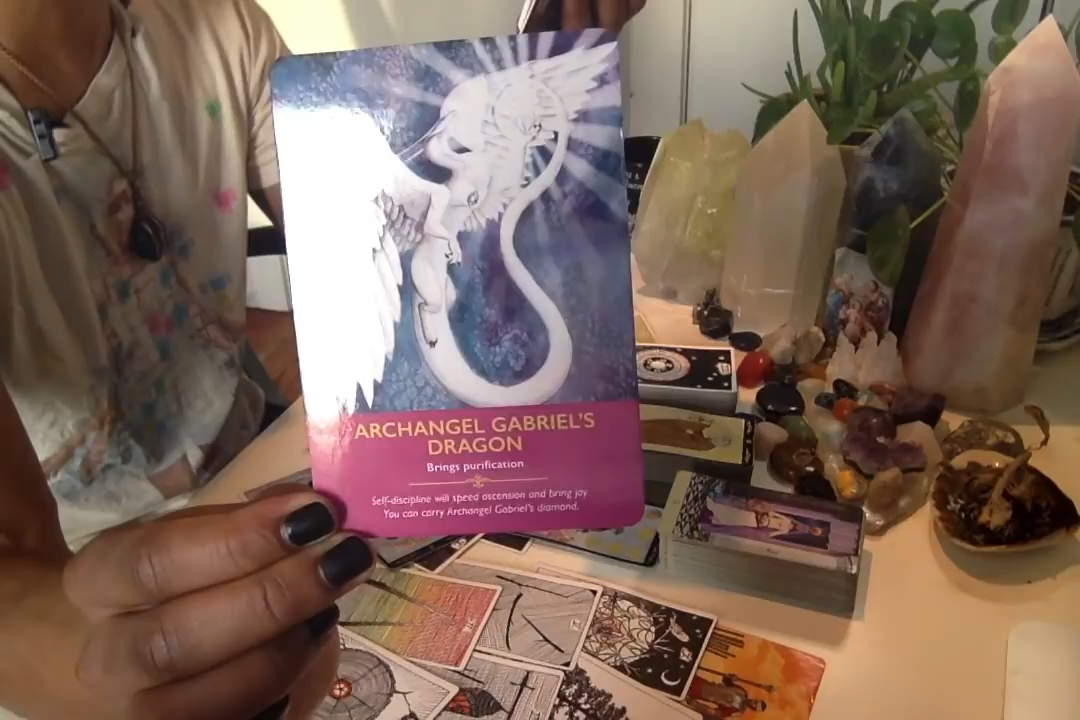 ARCHANGEL GABRIEL'S
DRAGON
Brings purification
Self-discipline will speed ascension and bring joy
You can carry Archangel Gabriel's diamond.